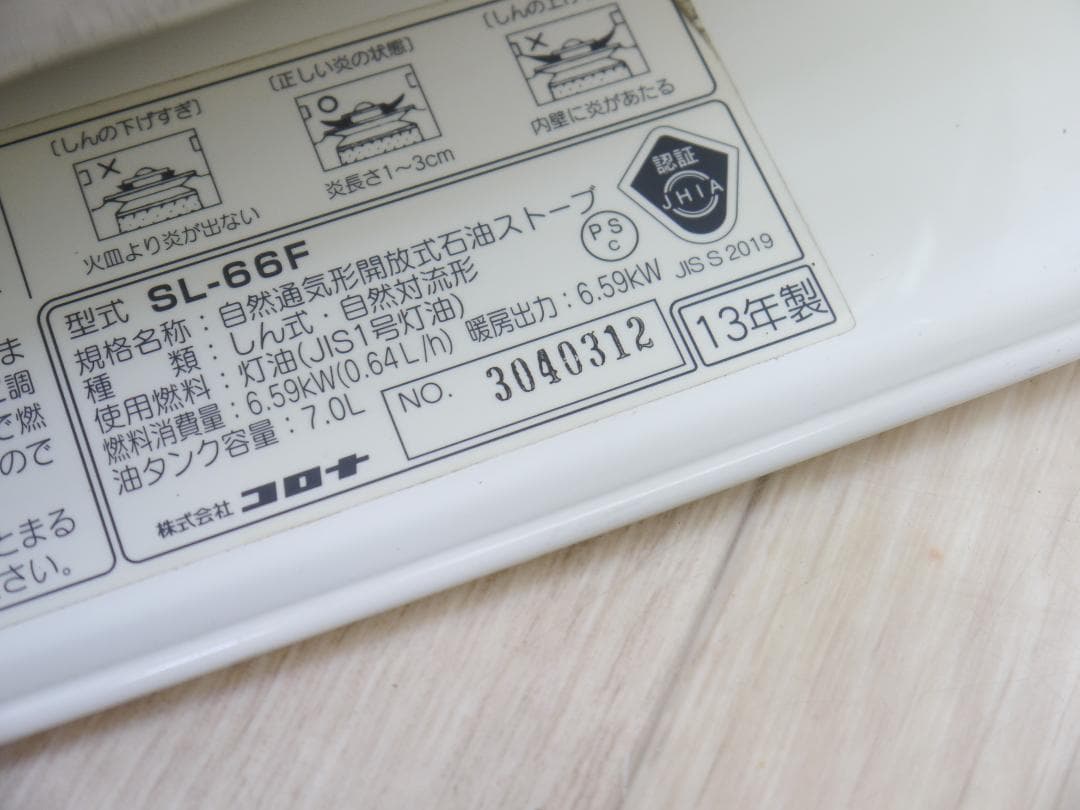 [しんの下げすぎ]
火皿より炎が出ない
[正しい炎の状態]
炎長さ1～3cm
[しんの上げ
内壁に炎があたる
型式 SL-66F
規格名称：自然通気形開放式石油ストーブ
種 類：しん式・自然対流形
使用燃料：灯油(JIS1号灯油)
燃料消費量：6.59kW(0.64L/h) 暖房出力：6.59kW
油タンク容量：7.0L
PS
C
認証
JHIA
JIS S 2019
NO. 3040312
13年製
株式会社 コロナ
ま
調
で燃
ので
とまる
さい。